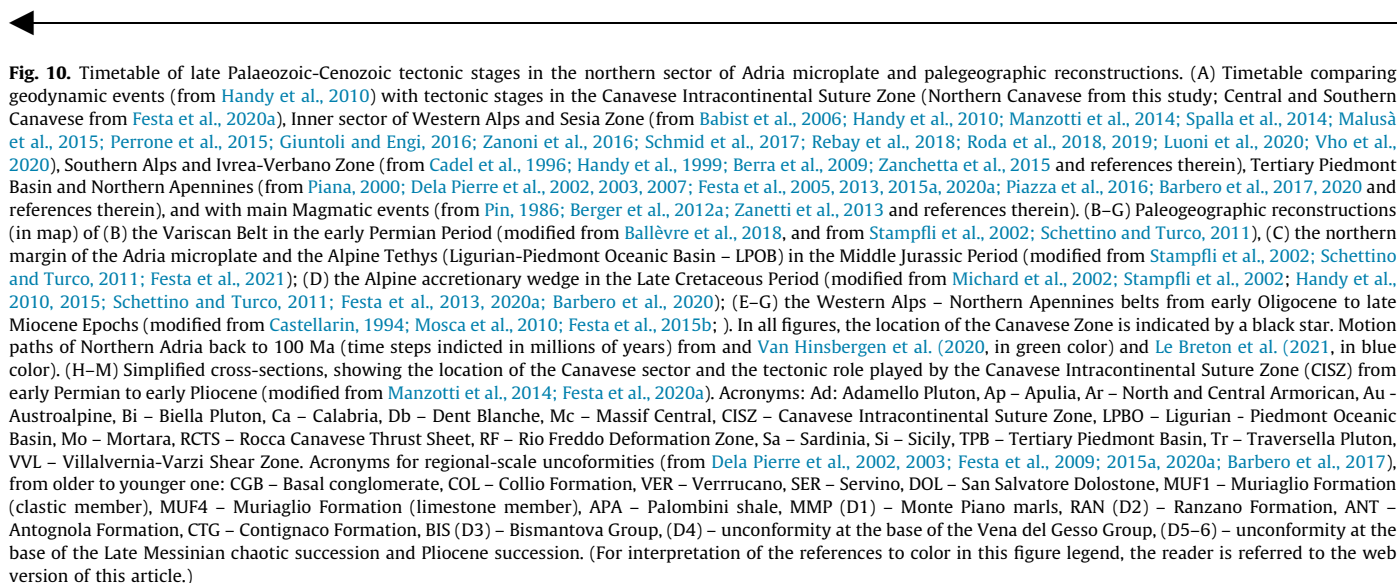 Fig. 10. Timetable of late Palaeozoic-Cenozoic tectonic stages in the northern sector of Adria microplate and palegeographic reconstructions. (A) Timetable comparing
geodynamic events (from Handy et al., 2010) with tectonic stages in the Canavese Intracontinental Suture Zone (Northern Canavese from this study; Central and Southern
Canavese from Festa et al., 2020a), Inner sector of Western Alps and Sesia Zone (from Babist et al., 2006; Handy et al., 2010; Manzotti et al., 2014; Spalla et al., 2014; Malusà
et al., 2015; Perrone et al., 2015; Giuntoli and Engi, 2016; Zanoni et al., 2016; Schmid et al., 2017; Rebay et al., 2018; Roda et al., 2018, 2019; Luoni et al., 2020; Vho et al.,
2020), Southern Alps and Ivrea-Verbano Zone (from Cadel et al., 1996; Handy et al., 1999; Berra et al., 2009; Zanchetta et al., 2015 and references therein), Tertiary Piedmont
Basin and Northern Apennines (from Piana, 2000; Dela Pierre et al., 2002, 2003, 2007; Festa et al., 2005, 2013, 2015a, 2020a; Piazza et al., 2016; Barbero et al., 2017, 2020 and
references therein), and with main Magmatic events (from Pin, 1986; Berger et al., 2012a; Zanetti et al., 2013 and references therein). (B–G) Paleogeographic reconstructions
(in map) of (B) the Variscan Belt in the early Permian Period (modified from Ballèvre et al., 2018, and from Stampfli et al., 2002; Schettino and Turco, 2011), (C) the northern
margin of the Adria microplate and the Alpine Tethys (Ligurian-Piedmont Oceanic Basin – LPOB) in the Middle Jurassic Period (modified from Stampfli et al., 2002; Schettino
and Turco, 2011; Festa et al., 2021); (D) the Alpine accretionary wedge in the Late Cretaceous Period (modified from Michard et al., 2002; Stampfli et al., 2002; Handy et al.,
2010, 2015; Schettino and Turco, 2011; Festa et al., 2013, 2020a; Barbero et al., 2020); (E–G) the Western Alps – Northern Apennines belts from early Oligocene to late
Miocene Epochs (modified from Castellarin, 1994; Mosca et al., 2010; Festa et al., 2015b; ). In all figures, the location of the Canavese Zone is indicated by a black star. Motion
paths of Northern Adria back to 100 Ma (time steps indicted in millions of years) from and Van Hinsbergen et al. (2020, in green color) and Le Breton et al. (2021, in blue
color). (H–M) Simplified cross-sections, showing the location of the Canavese sector and the tectonic role played by the Canavese Intracontinental Suture Zone (CISZ) from
early Permian to early Pliocene (modified from Manzotti et al., 2014; Festa et al., 2020a). Acronyms: Ad: Adamello Pluton, Ap – Apulia, Ar – North and Central Armorican, Au -
Austroalpine, Bi – Biella Pluton, Ca – Calabria, Db – Dent Blanche, Mc – Massif Central, CISZ – Canavese Intracontinental Suture Zone, LPBO – Ligurian - Piedmont Oceanic
Basin, Mo – Mortara, RCTS – Rocca Canavese Thrust Sheet, RF – Rio Freddo Deformation Zone, Sa – Sardinia, Si – Sicily, TPB – Tertiary Piedmont Basin, Tr – Traversella Pluton,
VVL – Villalvernia-Varzi Shear Zone. Acronyms for regional-scale uncoformities (from Dela Pierre et al., 2002, 2003; Festa et al., 2009; 2015a, 2020a; Barbero et al., 2017),
from older to younger one: CGB – Basal conglomerate, COL – Collio Formation, VER – Verrrucano, SER – Servino, DOL – San Salvatore Dolostone, MUF1 – Muriaglio Formation
(clastic member), MUF4 – Muriaglio Formation (limestone member), APA – Palombini shale, MMP (D1) – Monte Piano marls, RAN (D2) – Ranzano Formation, ANT –
Antognola Formation, CTG – Contignaco Formation, BIS (D3) – Bismantova Group, (D4) – unconformity at the base of the Vena del Gesso Group, (D5–6) – unconformity at the
base of the Late Messinian chaotic succession and Pliocene succession. (For interpretation of the references to color in this figure legend, the reader is referred to the web
version of this article.)